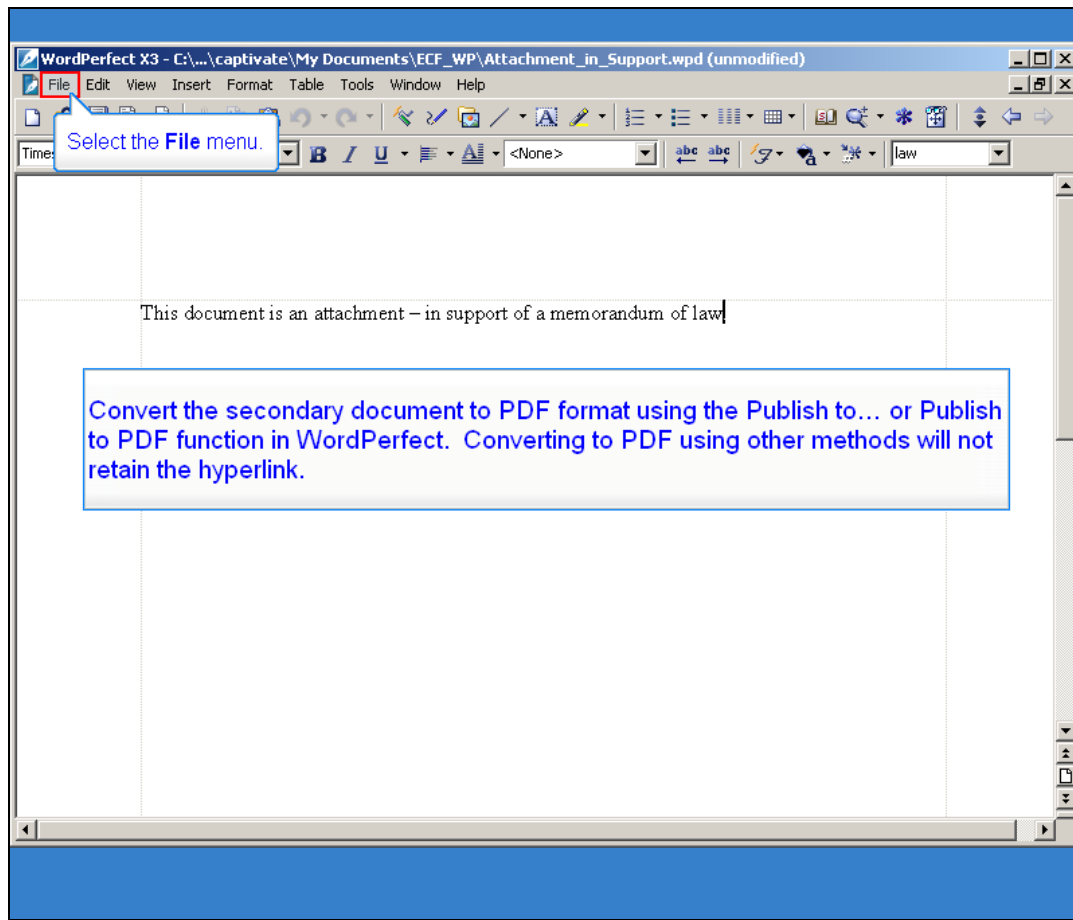 WordPerfect X3 - C:\...\captivate\My Documents\ECF_WP\Attachment_in_Support.wpd (unmodified)
File Edit View Insert Format Table Tools Window Help
Select the File menu.
B I U <None> abc abc law
This document is an attachment – in support of a memorandum of law
Convert the secondary document to PDF format using the Publish to… or Publish
to PDF function in WordPerfect. Converting to PDF using other methods will not
retain the hyperlink.